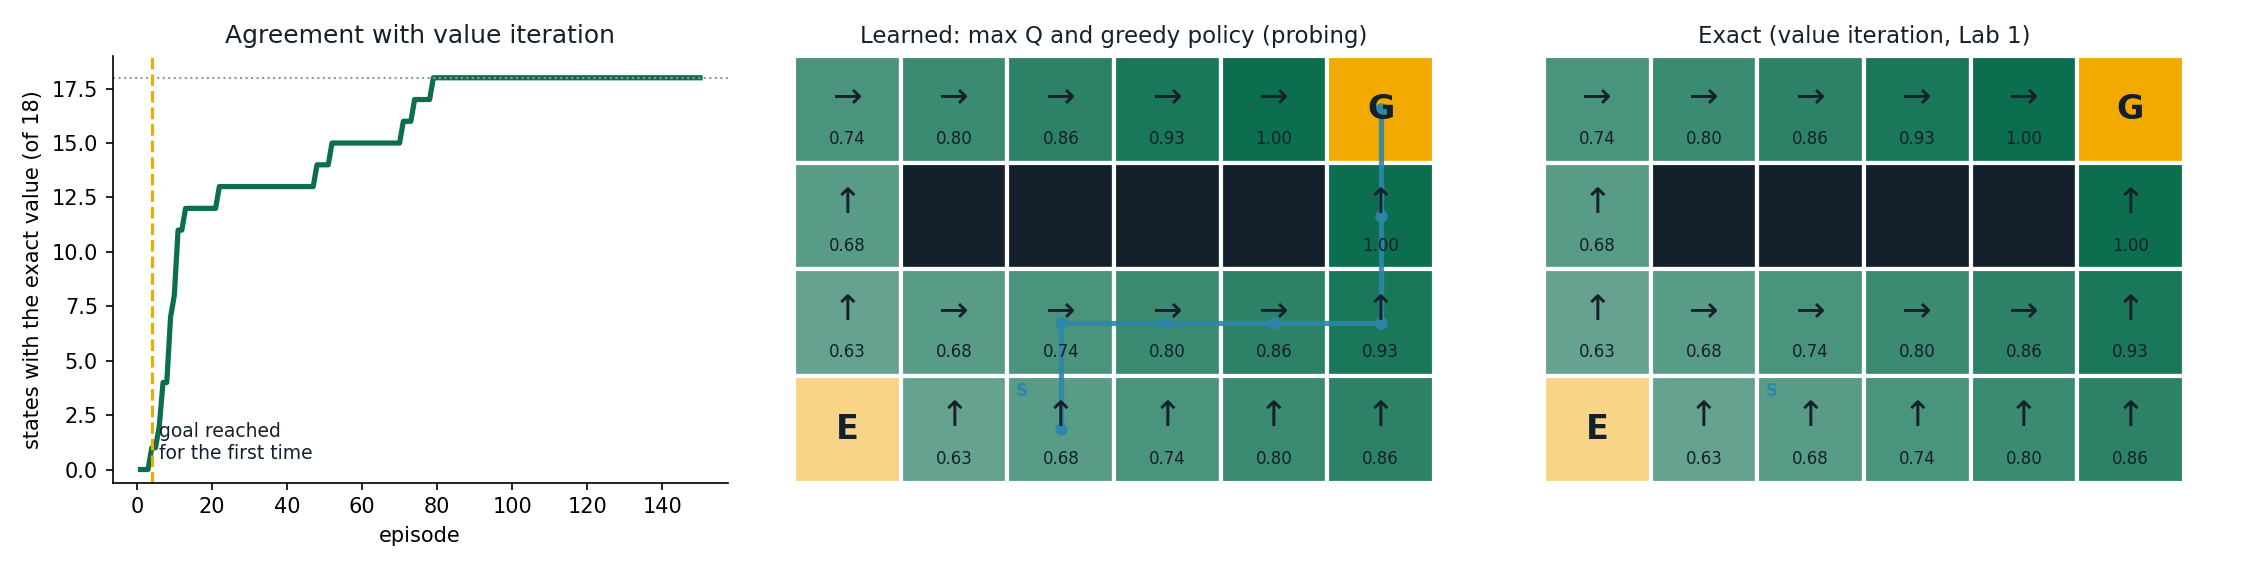 Agreement with value iteration
states with the exact value (of 18)
17.5
15.0
12.5
10.0
7.5
5.0
2.5
0.0
goal reached
for the first time
0 20 40 60 80 100 120 140
episode
Learned: max Q and greedy policy (probing)
→ → → → → G
0.74 0.80 0.86 0.93 1.00
↑ ↑
0.68 1.00
↑ → → → → ↑
0.63 0.68 0.74 0.80 0.86 0.93
S
E ↑ ↑ ↑ ↑ ↑
0.63 0.68 0.74 0.80 0.86
Exact (value iteration, Lab 1)
→ → → → → G
0.74 0.80 0.86 0.93 1.00
↑ ↑
0.68 1.00
↑ → → → → ↑
0.63 0.68 0.74 0.80 0.86 0.93
S
E ↑ ↑ ↑ ↑ ↑
0.63 0.68 0.74 0.80 0.86